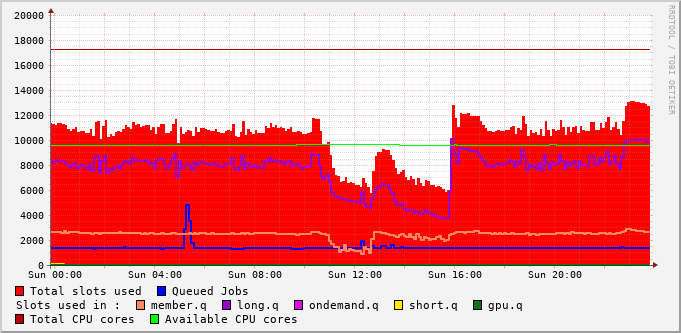 20000
18000
16000
14000
12000
10000
8000
6000
4000
2000
0
Sun 00:00 Sun 04:00 Sun 08:00 Sun 12:00 Sun 16:00 Sun 20:00
RRDTOOL / TOBI OETIKER
Total slots used Queued Jobs
Slots used in : member.q long.q ondemand.q short.q gpu.q
Total CPU cores Available CPU cores